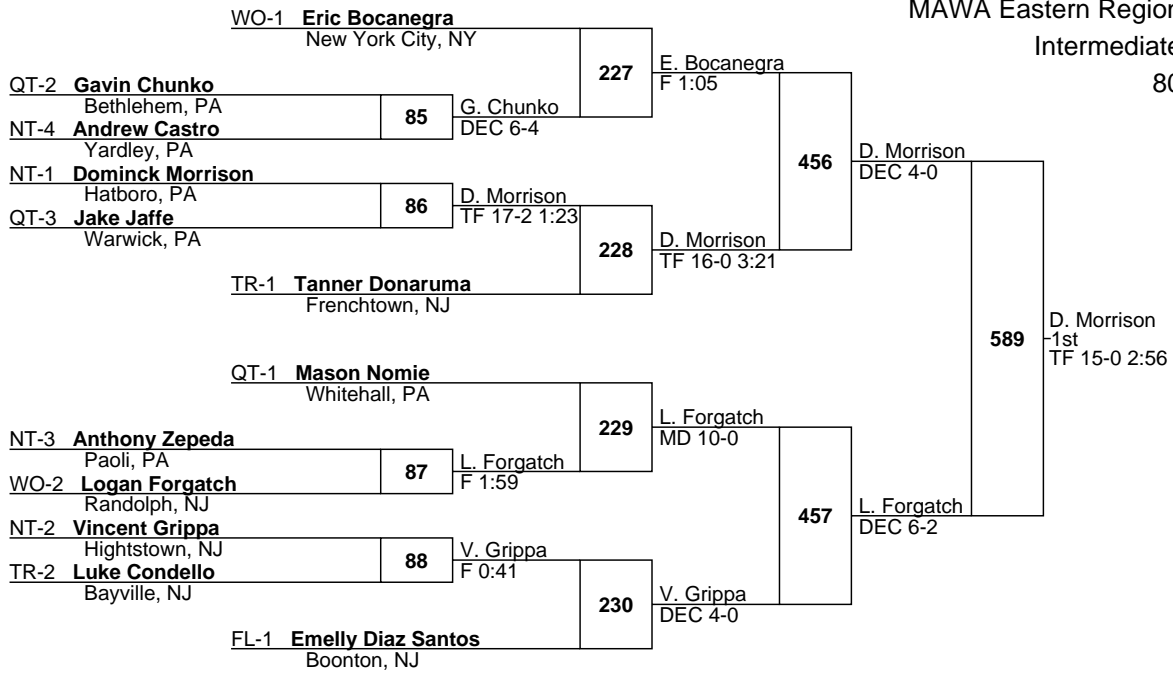 MAWA Eastern Region
Intermediate
80
WO-1 Eric Bocanegra
New York City, NY
227
E. Bocanegra
F 1:05
QT-2 Gavin Chunko
Bethlehem, PA
85
G. Chunko
DEC 6-4
NT-4 Andrew Castro
Yardley, PA
456
D. Morrison
DEC 4-0
NT-1 Dominck Morrison
Hatboro, PA
86
D. Morrison
TF 17-2 1:23
QT-3 Jake Jaffe
Warwick, PA
228
D. Morrison
TF 16-0 3:21
TR-1 Tanner Donaruma
Frenchtown, NJ
589
D. Morrison
1st
TF 15-0 2:56
QT-1 Mason Nomie
Whitehall, PA
229
L. Forgatch
MD 10-0
NT-3 Anthony Zepeda
Paoli, PA
87
L. Forgatch
F 1:59
WO-2 Logan Forgatch
Randolph, NJ
457
L. Forgatch
DEC 6-2
NT-2 Vincent Grippa
Hightstown, NJ
88
V. Grippa
F 0:41
TR-2 Luke Condello
Bayville, NJ
230
V. Grippa
DEC 4-0
FL-1 Emelly Diaz Santos
Boonton, NJ